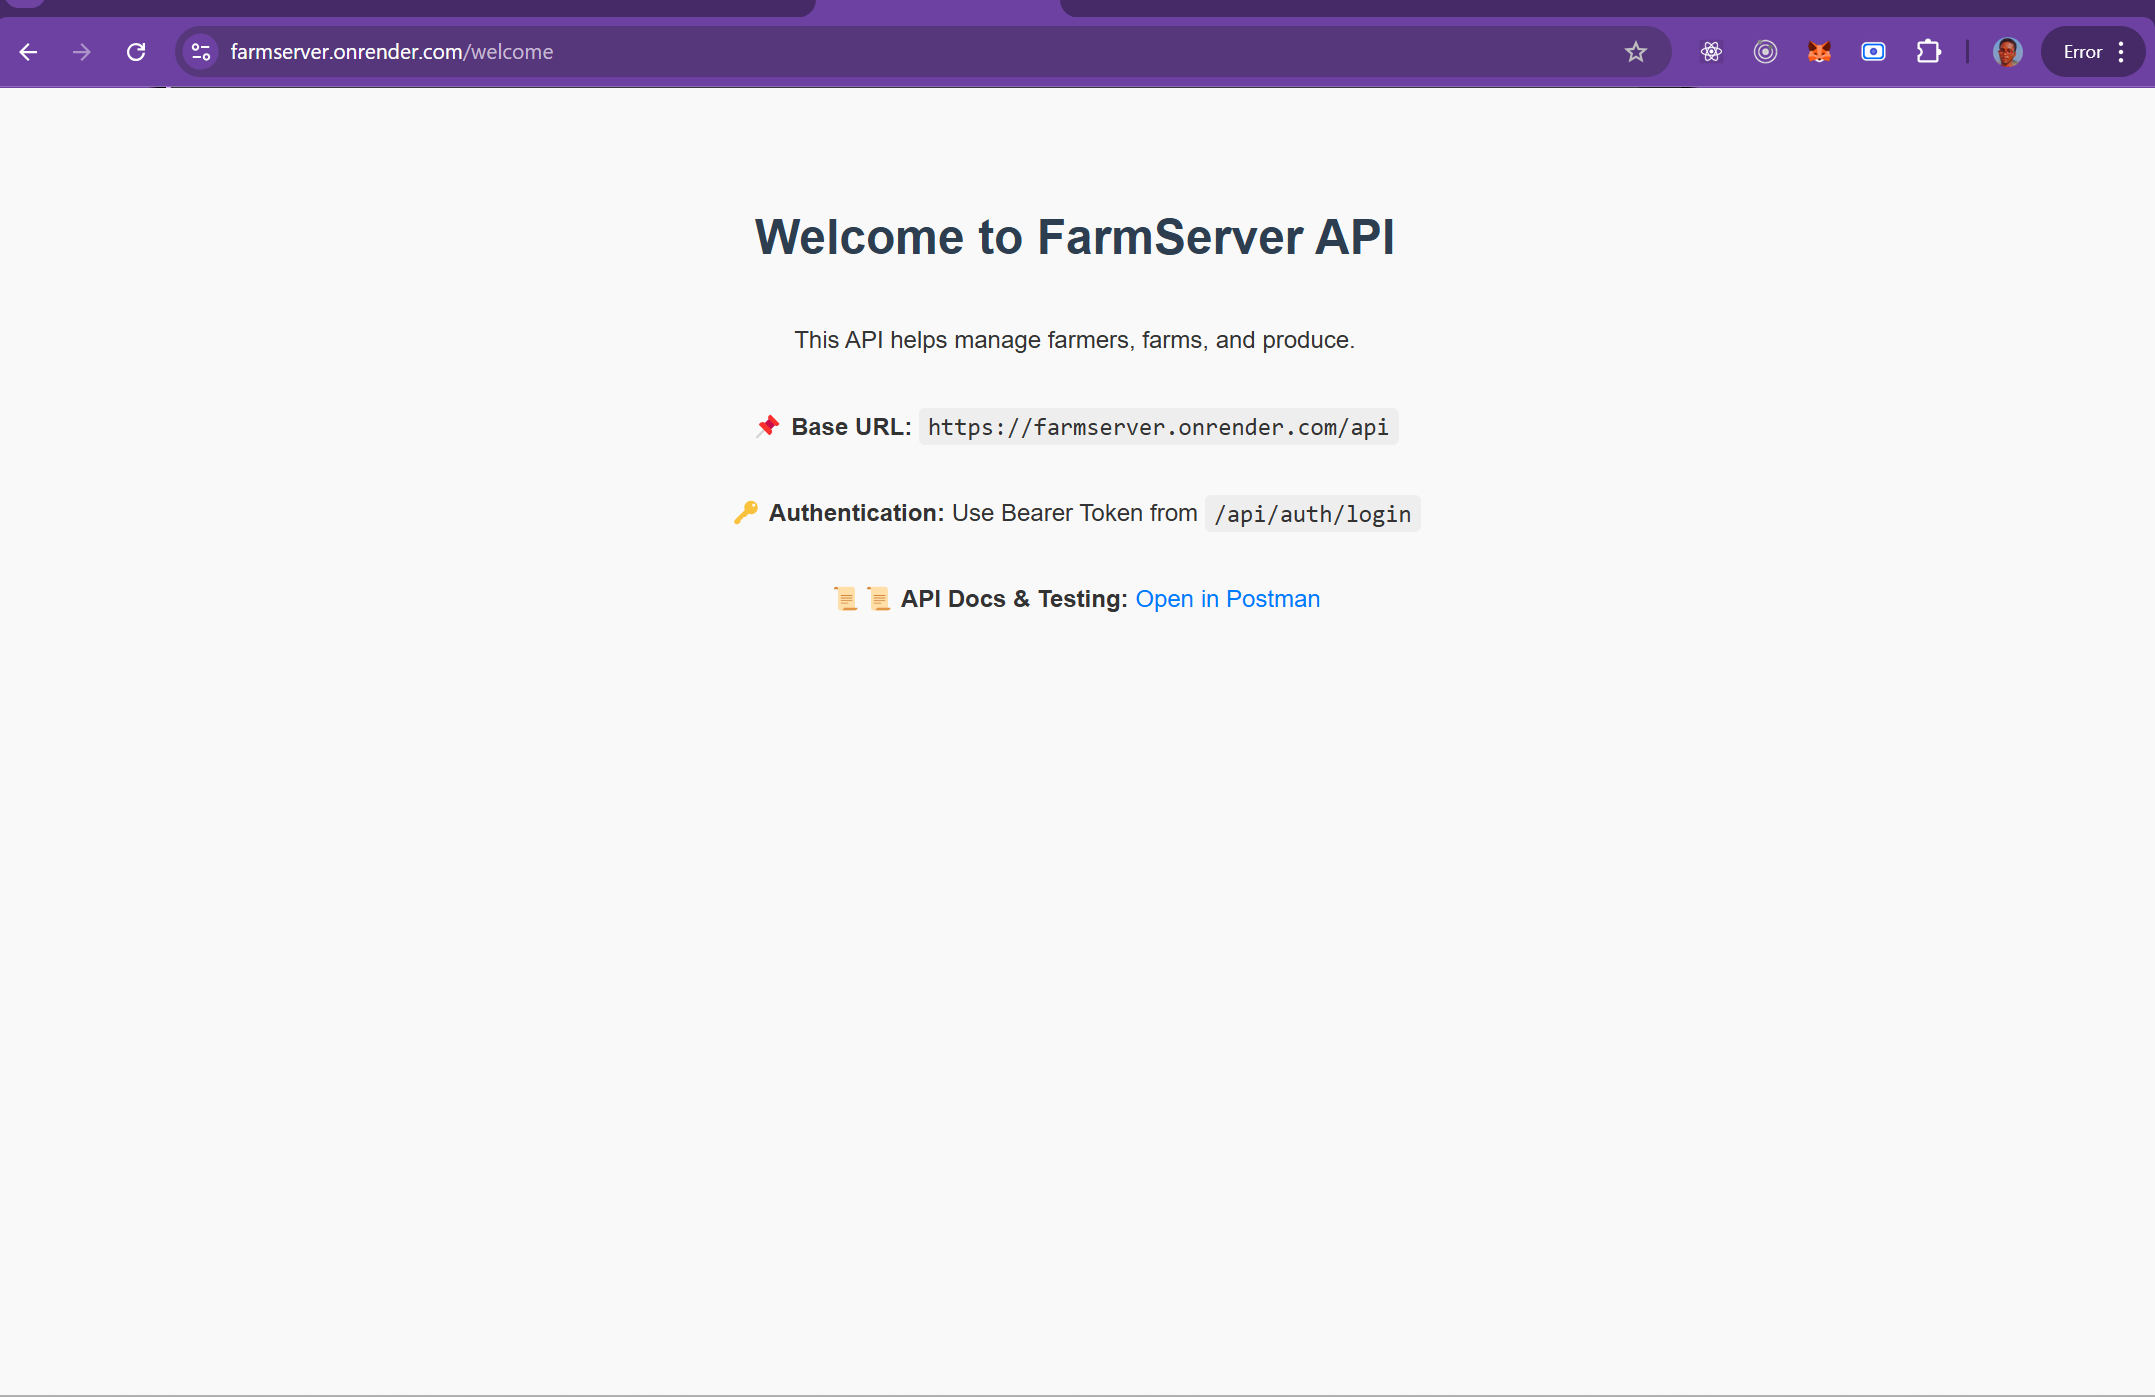 farmserver.onrender.com/welcome
Error
Welcome to FarmServer API
This API helps manage farmers, farms, and produce.
📌 Base URL: https://farmserver.onrender.com/api
🔑 Authentication: Use Bearer Token from /api/auth/login
📜 📜 API Docs & Testing: Open in Postman